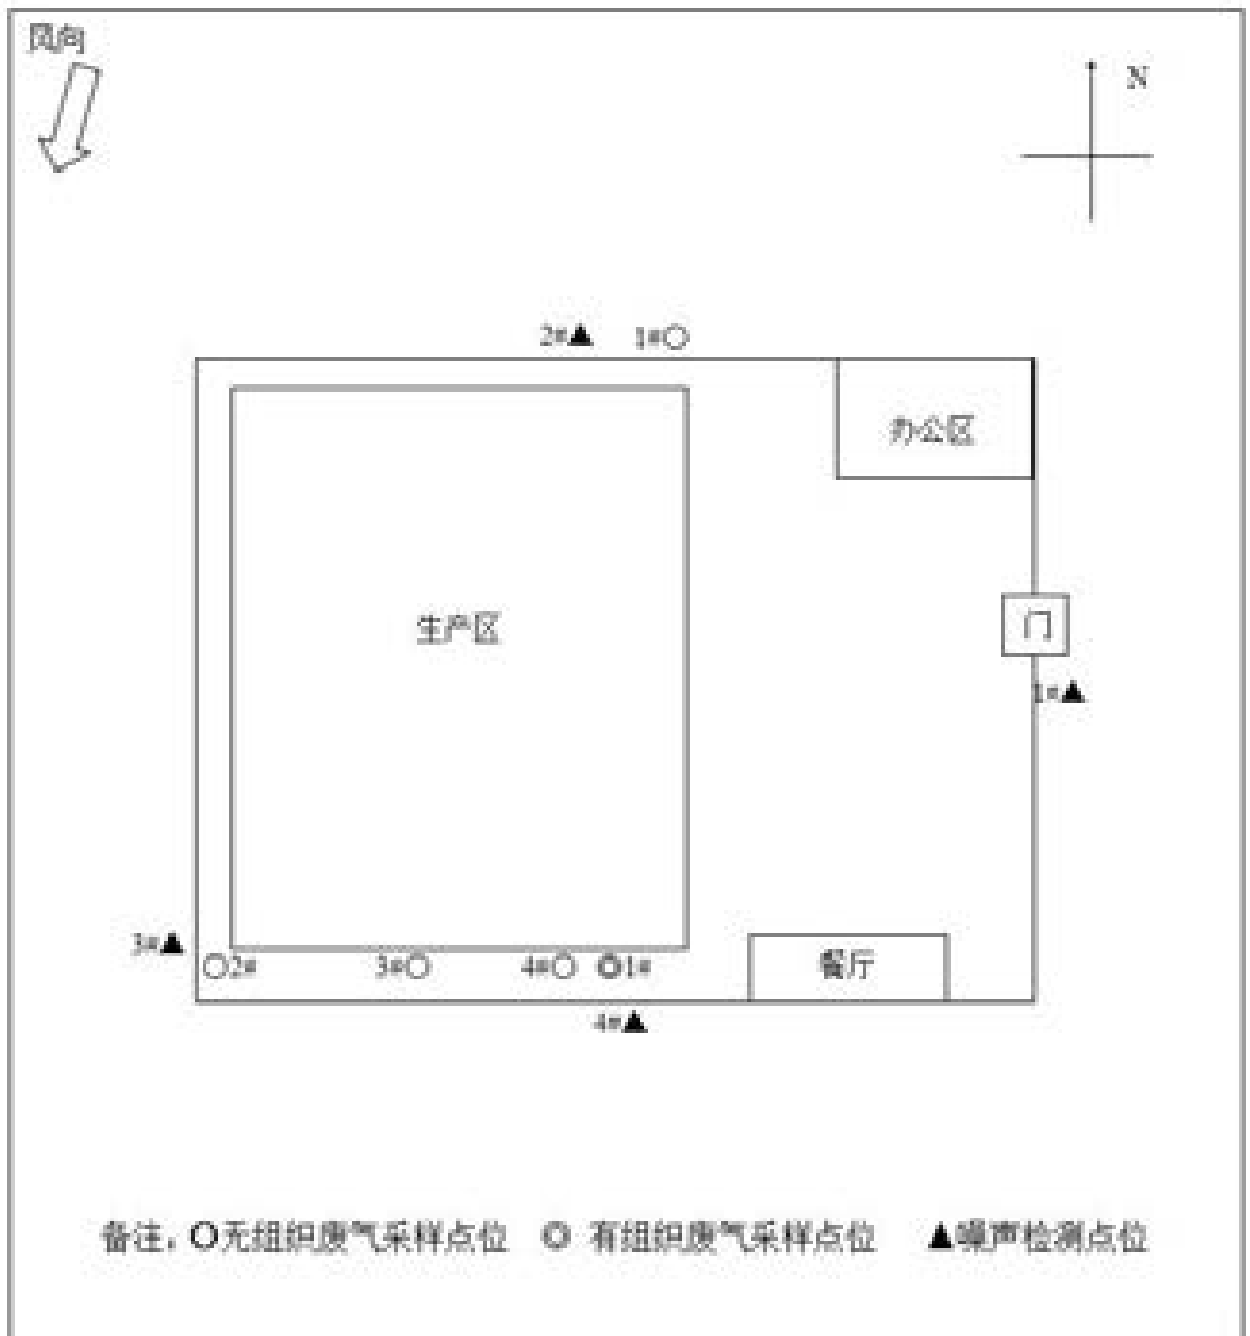 风向
N
2#▲ 1#○
办公区
生产区
门
1#▲
3#▲
○2# 3#○ 4#○ ◎1# 餐厅
4#▲
备注：○无组织废气采样点位 ◎ 有组织废气采样点位 ▲噪声检测点位